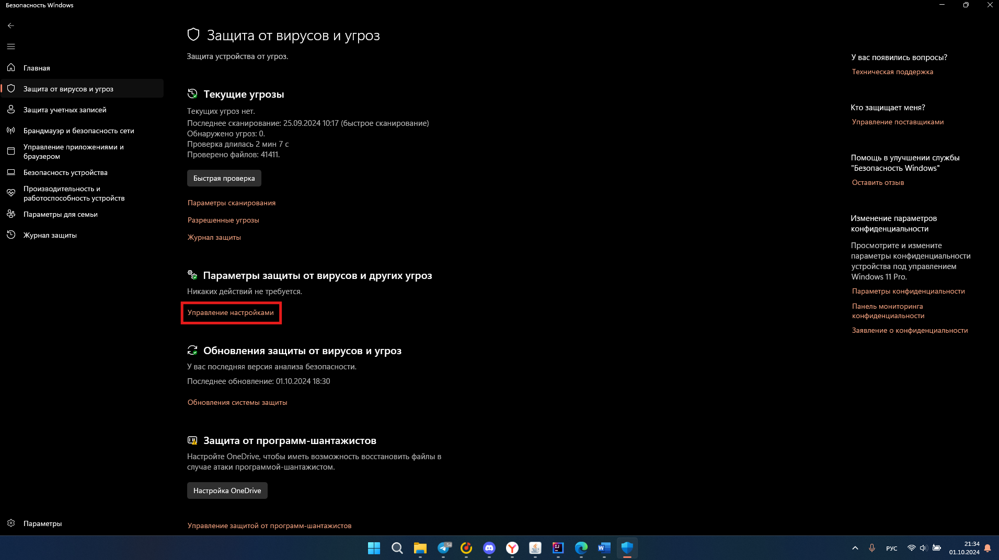 Безопасность Windows
Главная
Защита от вирусов и угроз
Защита учетных записей
Брандмауэр и безопасность сети
Управление приложениями и
браузером
Безопасность устройства
Производительность и
работоспособность устройств
Параметры для семьи
Журнал защиты
Параметры
Защита от вирусов и угроз
Защита устройства от угроз.
Текущие угрозы
Текущих угроз нет.
Последнее сканирование: 25.09.2024 10:17 (быстрое сканирование)
Обнаружено угроз: 0.
Проверка длилась 2 мин 7 с
Проверено файлов: 41411.
Быстрая проверка
Параметры сканирования
Разрешенные угрозы
Журнал защиты
Параметры защиты от вирусов и других угроз
Никаких действий не требуется.
Управление настройками
Обновления защиты от вирусов и угроз
У вас последняя версия анализа безопасности.
Последнее обновление: 01.10.2024 18:30
Обновления системы защиты
Защита от программ-шантажистов
Настройте OneDrive, чтобы иметь возможность восстановить файлы в
случае атаки программой-шантажистом.
Настройка OneDrive
Управление защитой от программ-шантажистов
У вас появились вопросы?
Техническая поддержка
Кто защищает меня?
Управление поставщиками
Помощь в улучшении службы
"Безопасность Windows"
Оставить отзыв
Изменение параметров
конфиденциальности
Просмотрите и измените
параметры конфиденциальности
устройства под управлением
Windows 11 Pro.
Параметры конфиденциальности
Панель мониторинга
конфиденциальности
Заявление о конфиденциальности
54
IJ
W
РУС
21:34
01.10.2024